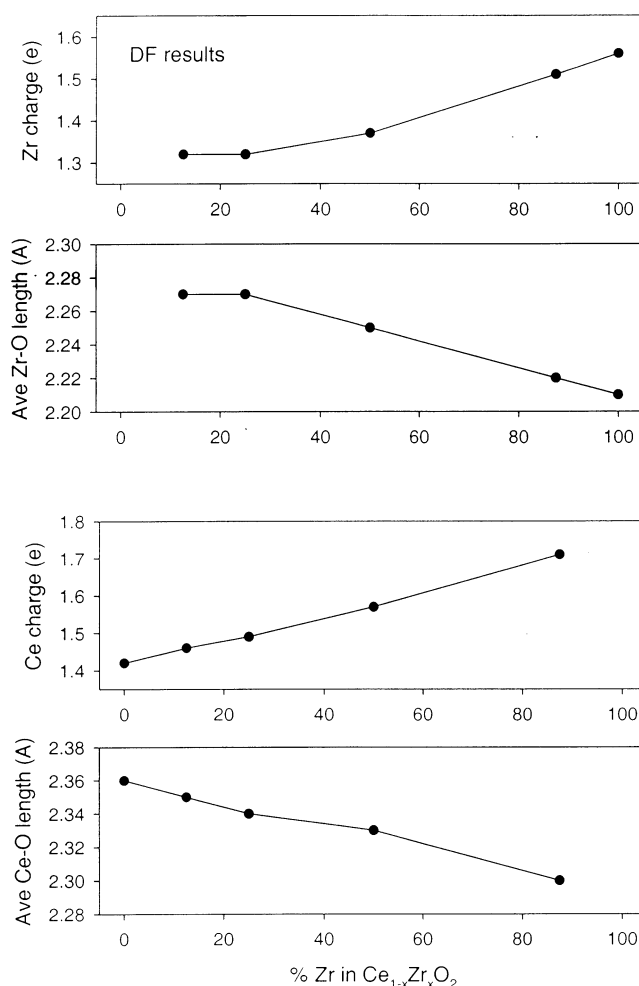 DF results
Zr charge (e)
1.6
1.5
1.4
1.3
0 20 40 60 80 100
Ave Zr-O length (A)
2.30
2.28
2.26
2.24
2.22
2.20
0 20 40 60 80 100
Ce charge (e)
1.8
1.7
1.6
1.5
1.4
0 20 40 60 80 100
Ave Ce-O length (A)
2.38
2.36
2.34
2.32
2.30
2.28
0 20 40 60 80 100
% Zr in Ce₁₋ₓZrₓO₂